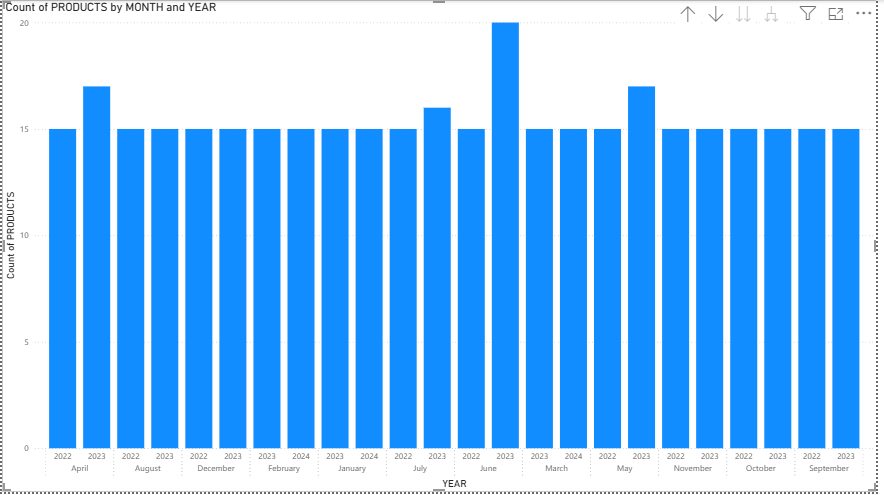 Count of PRODUCTS by MONTH and YEAR
Count of PRODUCTS
20
15
10
5
0
2022 2023 2022 2023 2022 2023 2023 2024 2023 2024 2022 2023 2022 2023 2023 2024 2022 2023 2022 2023 2022 2023 2022 2023
April August December February January July June March May November October September
YEAR